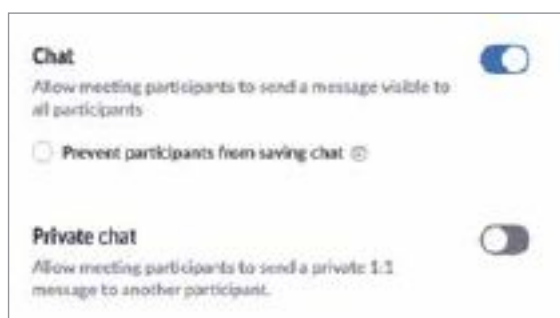 Chat
Allow meeting participants to send a message visible to
all participants
Prevent participants from saving chat
Private chat
Allow meeting participants to send a private 1:1
message to another participant.